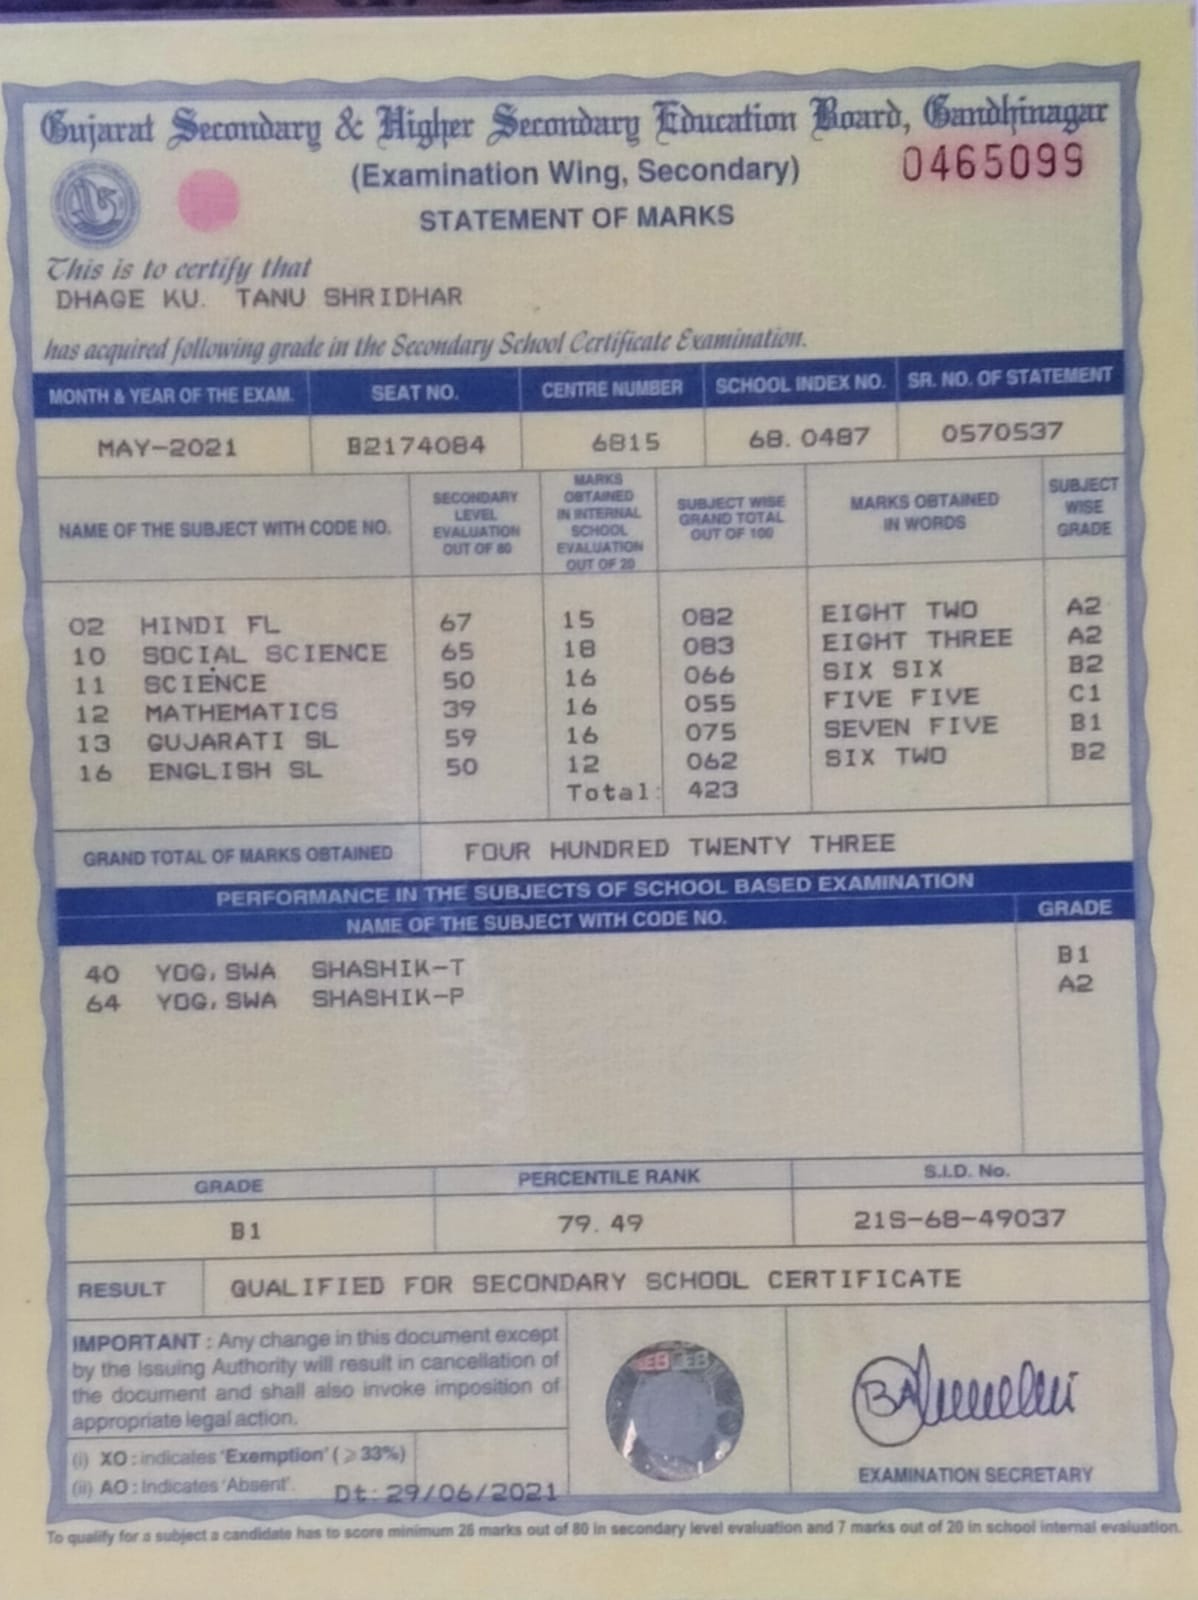 Gujarat Secondary & Higher Secondary Education Board, Gandhinagar
(Examination Wing, Secondary)
0465099
STATEMENT OF MARKS
This is to certify that
DHAGE KU. TANU SHRIDHAR
has acquired following grade in the Secondary School Certificate Examination.
MONTH & YEAR OF THE EXAM. SEAT NO. CENTRE NUMBER SCHOOL INDEX NO. SR. NO. OF STATEMENT
MAY-2021 B2174084 6815 68.0487 0570537
NAME OF THE SUBJECT WITH CODE NO. SECONDARY LEVEL EVALUATION OUT OF 80 MARKS OBTAINED IN INTERNAL SCHOOL EVALUATION OUT OF 20 SUBJECT WISE GRAND TOTAL OUT OF 100 MARKS OBTAINED IN WORDS SUBJECT WISE GRADE
02 HINDI FL 67 15 082 EIGHT TWO A2
10 SOCIAL SCIENCE 65 18 083 EIGHT THREE A2
11 SCIENCE 50 16 066 SIX SIX B2
12 MATHEMATICS 39 16 055 FIVE FIVE C1
13 GUJARATI SL 59 16 075 SEVEN FIVE B1
16 ENGLISH SL 50 12 062 SIX TWO B2
Total: 423
GRAND TOTAL OF MARKS OBTAINED FOUR HUNDRED TWENTY THREE
PERFORMANCE IN THE SUBJECTS OF SCHOOL BASED EXAMINATION
NAME OF THE SUBJECT WITH CODE NO. GRADE
40 YOG,SWA SHASHIK-T B1
64 YOG,SWA SHASHIK-P A2
GRADE PERCENTILE RANK S.I.D. No.
B1 79.49 21S-68-49037
RESULT QUALIFIED FOR SECONDARY SCHOOL CERTIFICATE
IMPORTANT : Any change in this document except
by the Issuing Authority will result in cancellation of
the document and shall also invoke imposition of
appropriate legal action.
(i) XO : indicates 'Exemption' (≥33%)
(ii) AO : Indicates 'Absent'.
Dt: 29/06/2021
EXAMINATION SECRETARY
To qualify for a subject a candidate has to score minimum 26 marks out of 80 in secondary level evaluation and 7 marks out of 20 in school internal evaluation.